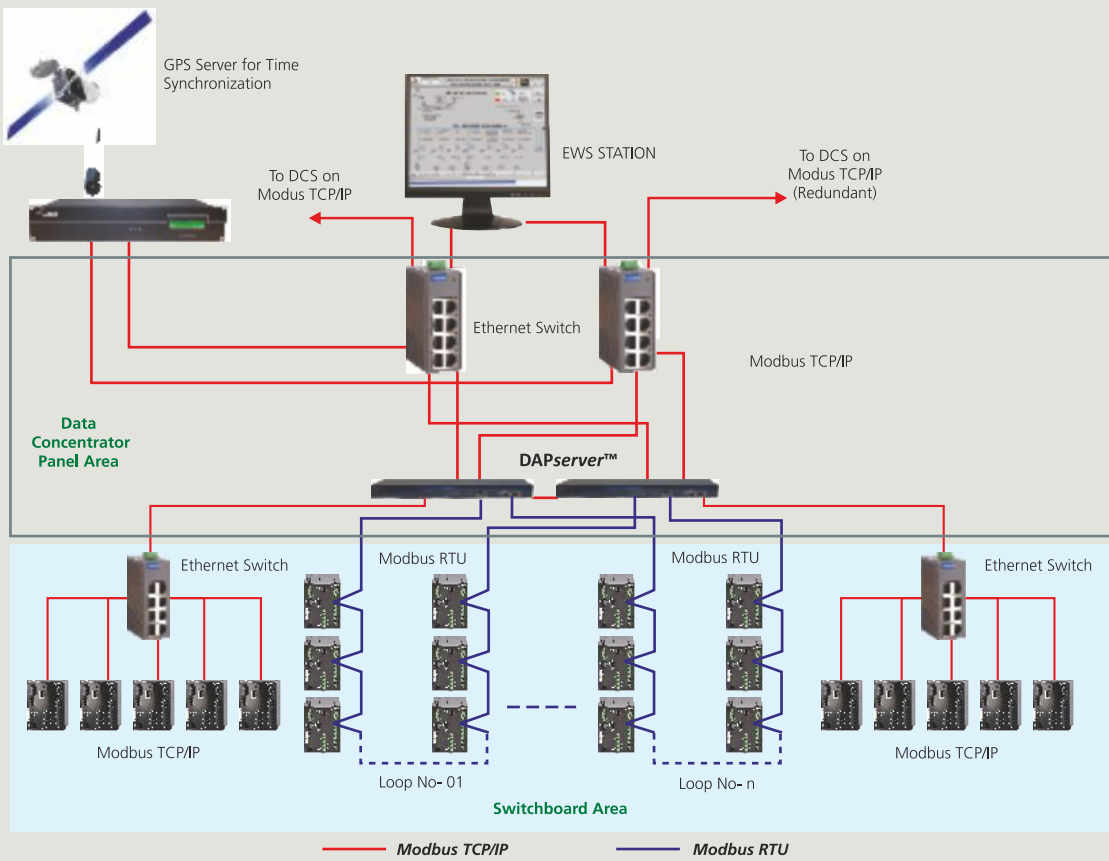 GPS Server for Time
Synchronization
EWS STATION
To DCS on
Modus TCP/IP
To DCS on
Modus TCP/IP
(Redundant)
Ethernet Switch
Modbus TCP/IP
Data
Concentrator
Panel Area
DAPserver™
Ethernet Switch
Modbus RTU
Modbus RTU
Ethernet Switch
Modbus TCP/IP
Modbus TCP/IP
Loop No- 01
Loop No- n
Switchboard Area
Modbus TCP/IP
Modbus RTU